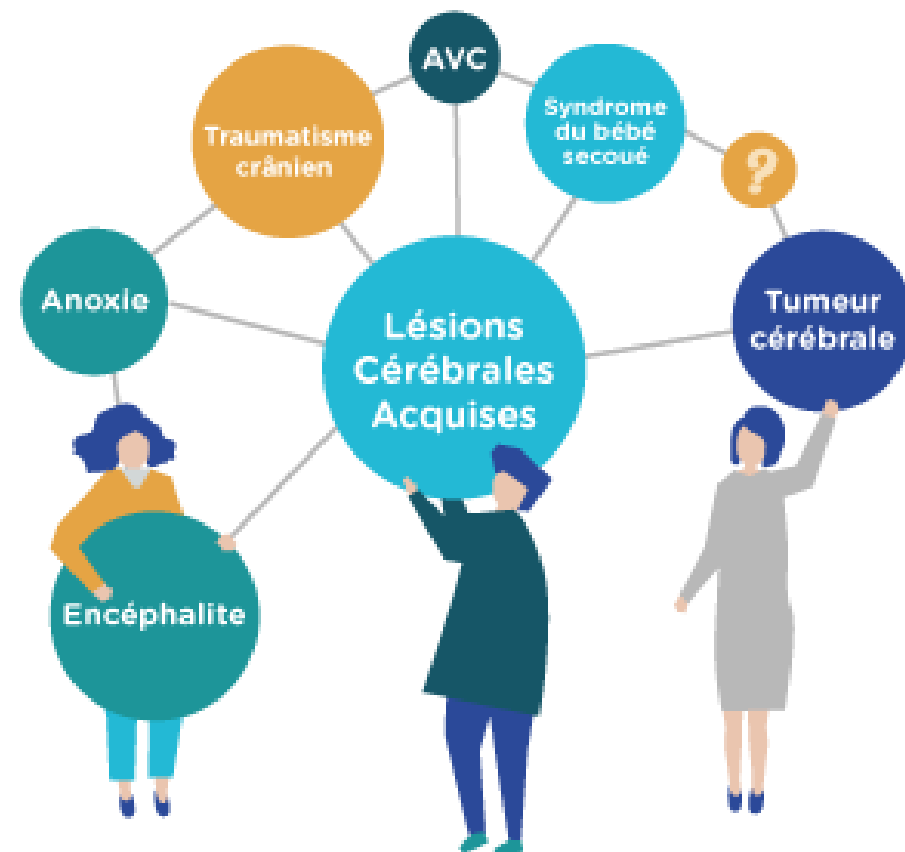 AVC
Traumatisme
crânien
Syndrome
du bébé
secoué
?
Anoxie
Lésions
Cérébrales
Acquises
Tumeur
cérébrale
Encéphalite